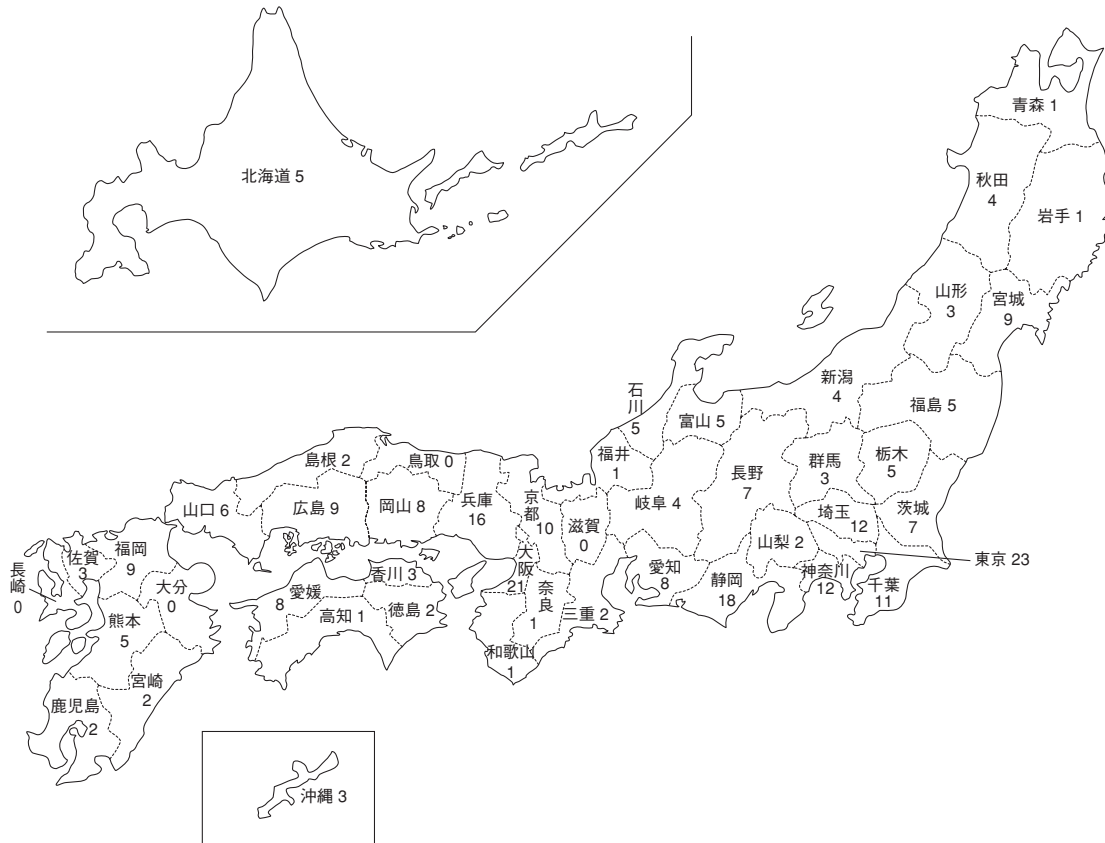 北海道 5
青森 1
秋田
4
岩手 1
山形
3
宮城
9
新潟
4
福島 5
石川
5
富山 5
福井
1
群馬
3
栃木
5
長野
7
岐阜 4
埼玉
12
茨城
7
山梨 2
東京 23
神奈川
12
千葉
11
愛知
8
静岡
18
島根 2
鳥取 0
山口 6
広島 9
岡山 8
兵庫
16
京都
10
滋賀
0
大阪
21
奈良
1
三重 2
和歌山
1
香川 3
愛媛
8
高知 1
徳島 2
福岡
9
佐賀
3
長崎
0
大分
0
熊本
5
宮崎
2
鹿児島
2
沖縄 3